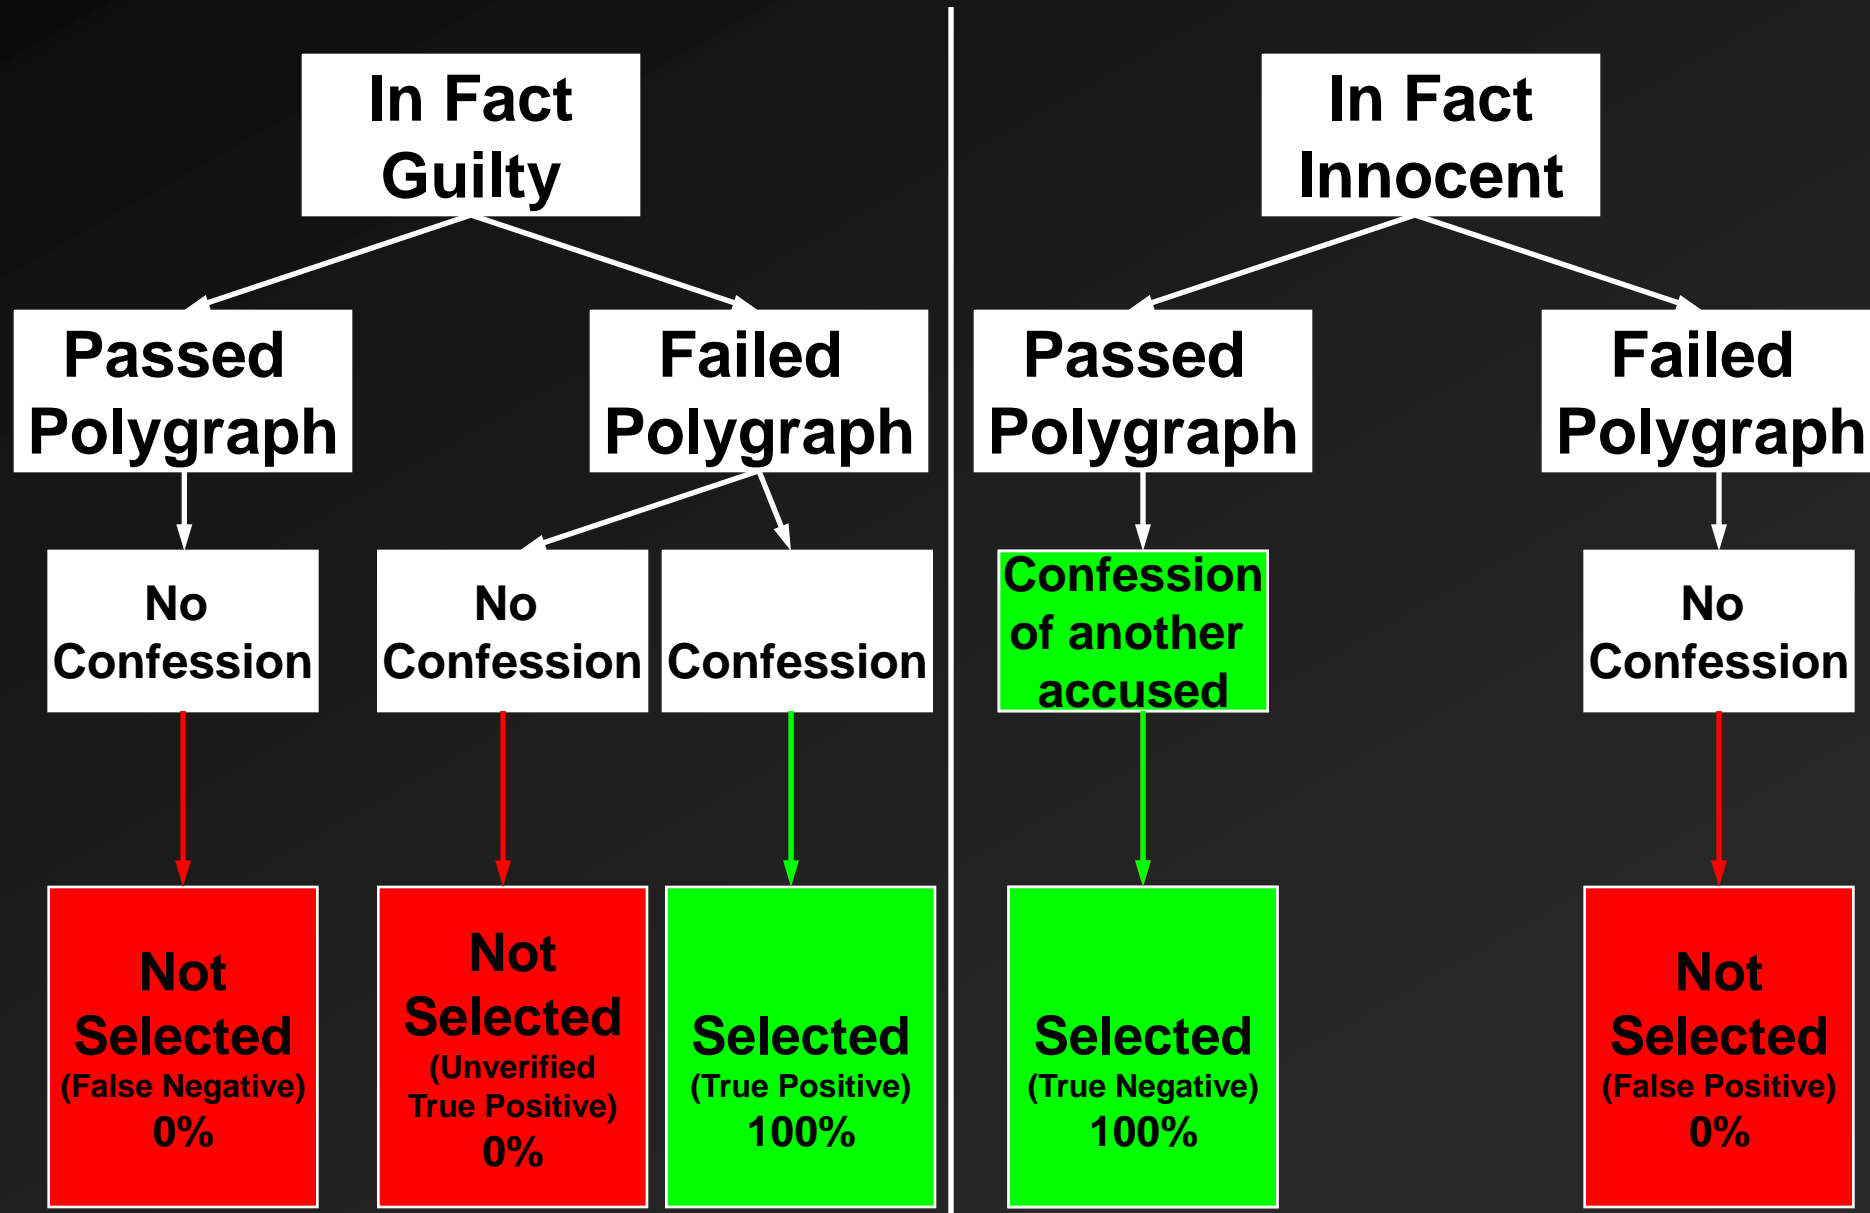 In Fact
Guilty
In Fact
Innocent
Passed
Polygraph
Failed
Polygraph
Passed
Polygraph
Failed
Polygraph
No
Confession
No
Confession
Confession
Confession
of another
accused
No
Confession
Not
Selected
(False Negative)
0%
Not
Selected
(Unverified
True Positive)
0%
Selected
(True Positive)
100%
Selected
(True Negative)
100%
Not
Selected
(False Positive)
0%